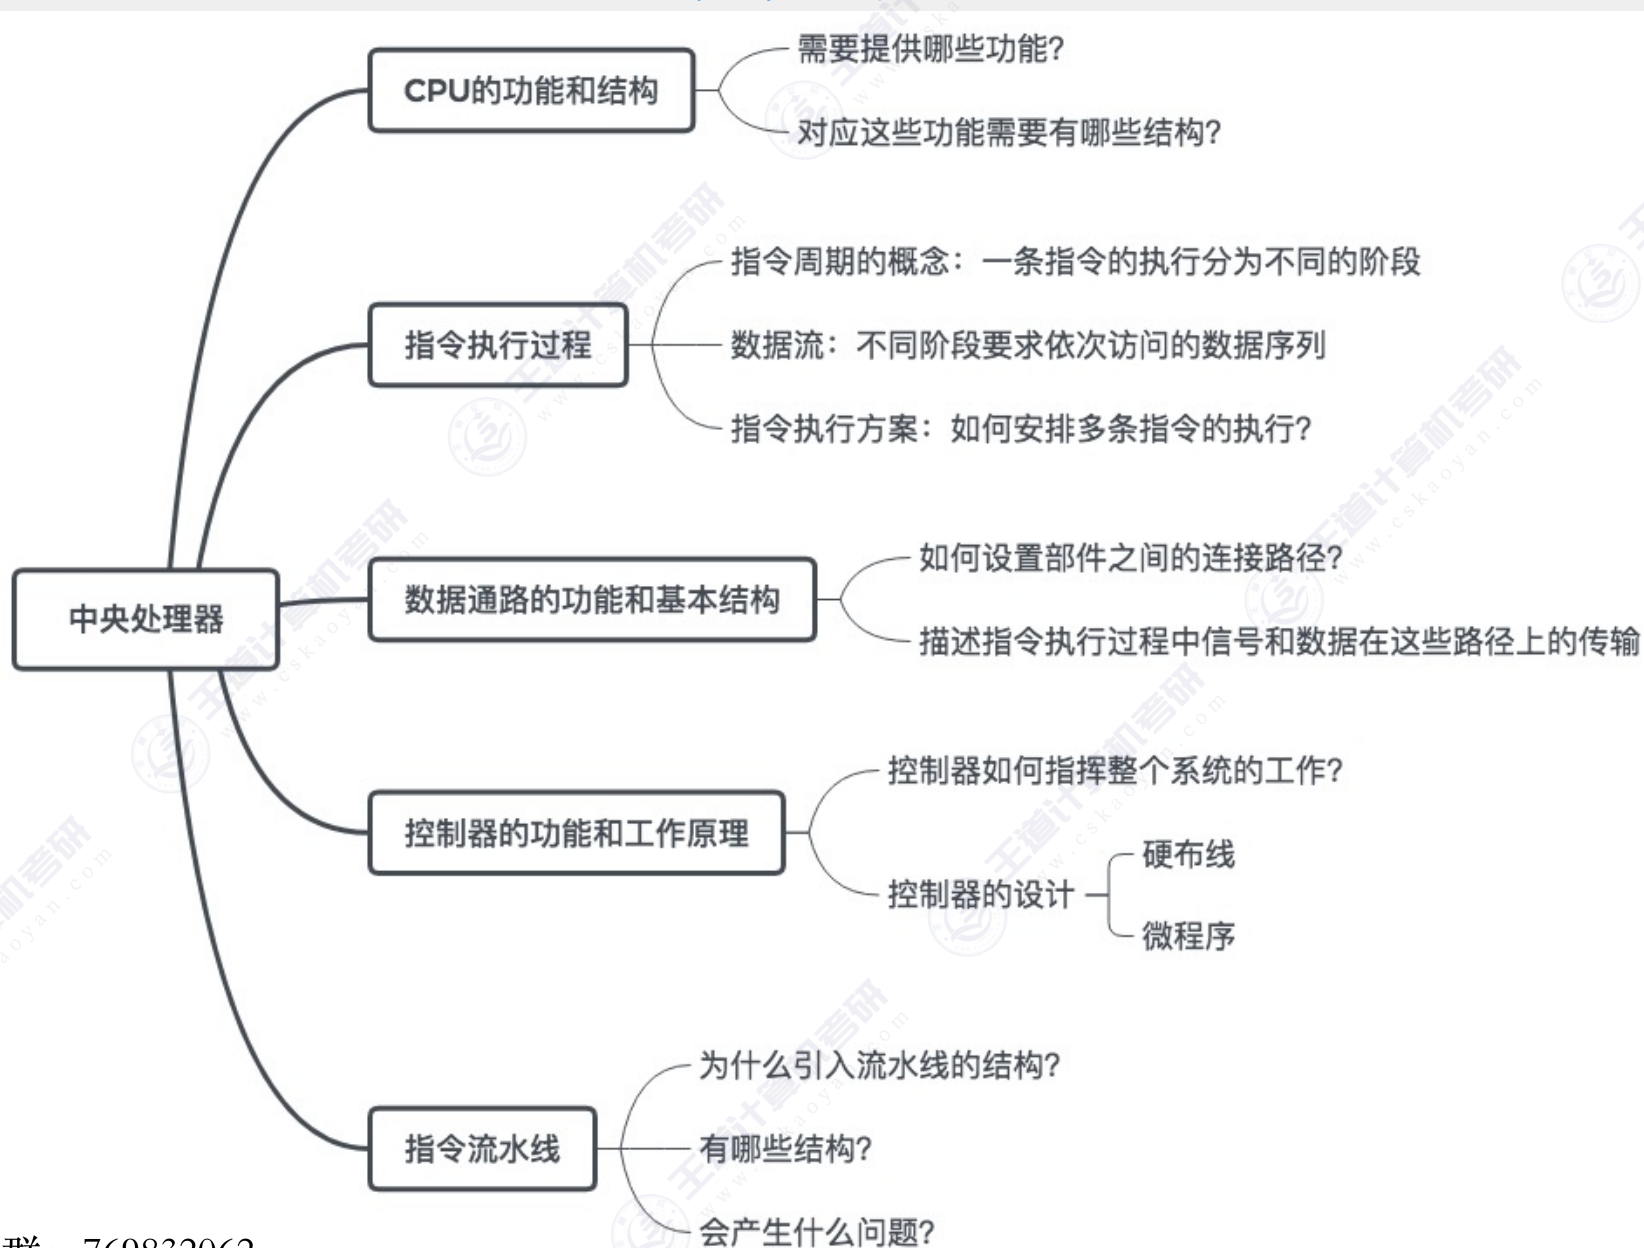 CPU的功能和结构
需要提供哪些功能?
对应这些功能需要有哪些结构?
指令执行过程
指令周期的概念：一条指令的执行分为不同的阶段
数据流：不同阶段要求依次访问的数据序列
指令执行方案：如何安排多条指令的执行?
中央处理器
数据通路的功能和基本结构
如何设置部件之间的连接路径?
描述指令执行过程中信号和数据在这些路径上的传输
控制器的功能和工作原理
控制器如何指挥整个系统的工作?
控制器的设计
硬布线
微程序
指令流水线
为什么引入流水线的结构?
有哪些结构?
会产生什么问题?
王道计算机考研
www.cskaoyan.com